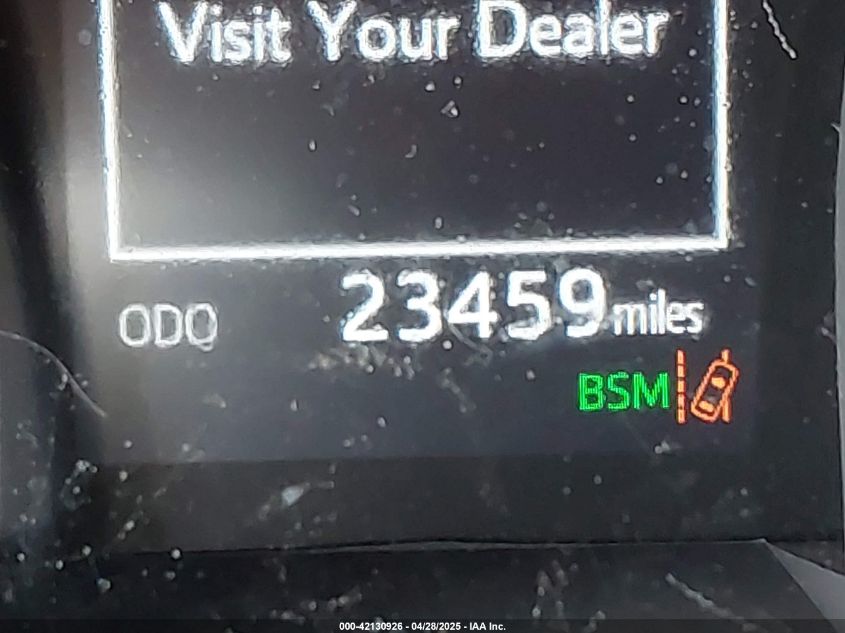 Visit Your Dealer
ODO 23459 miles
BSM
000-42130926 - 04/28/2025 - IAA Inc.